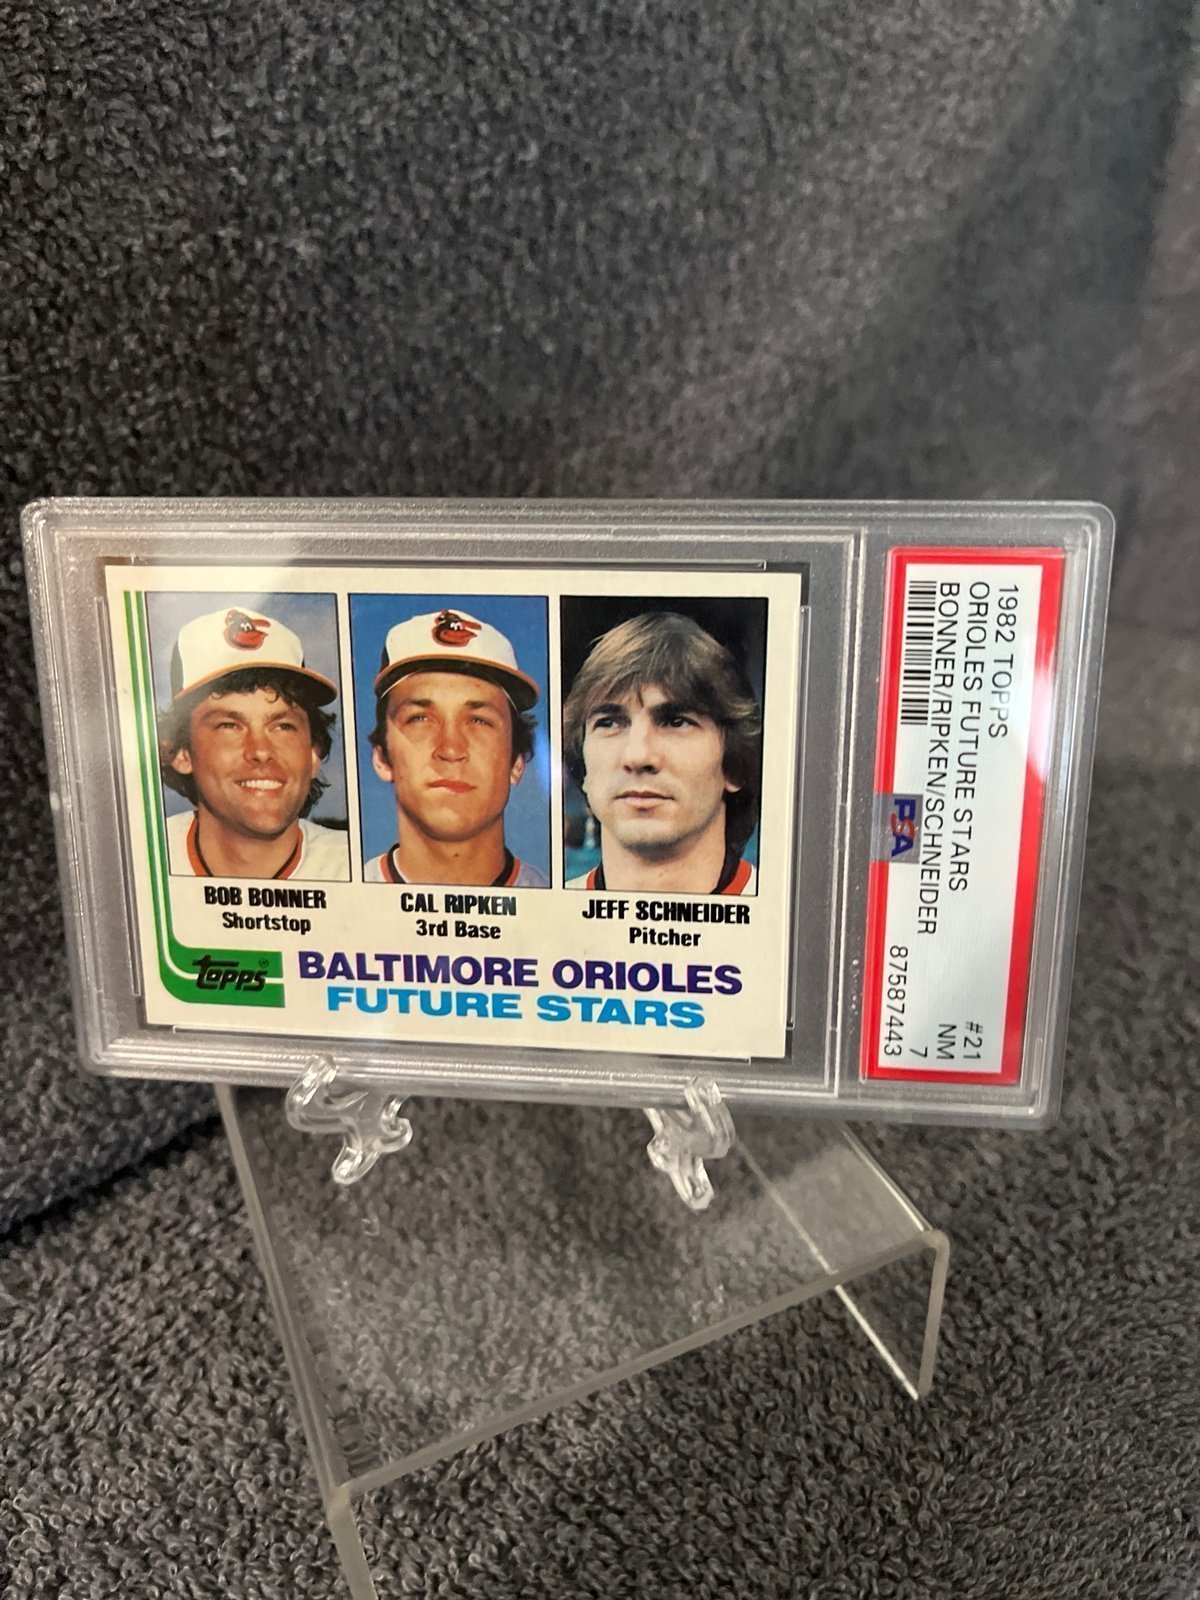 BOB BONNER
Shortstop
CAL RIPKEN
3rd Base
JEFF SCHNEIDER
Pitcher
topps®
BALTIMORE ORIOLES
FUTURE STARS
1982 TOPPS #21
ORIOLES FUTURE STARS NM
BONNER/RIPKEN/SCHNEIDER 7
PSA 87587443